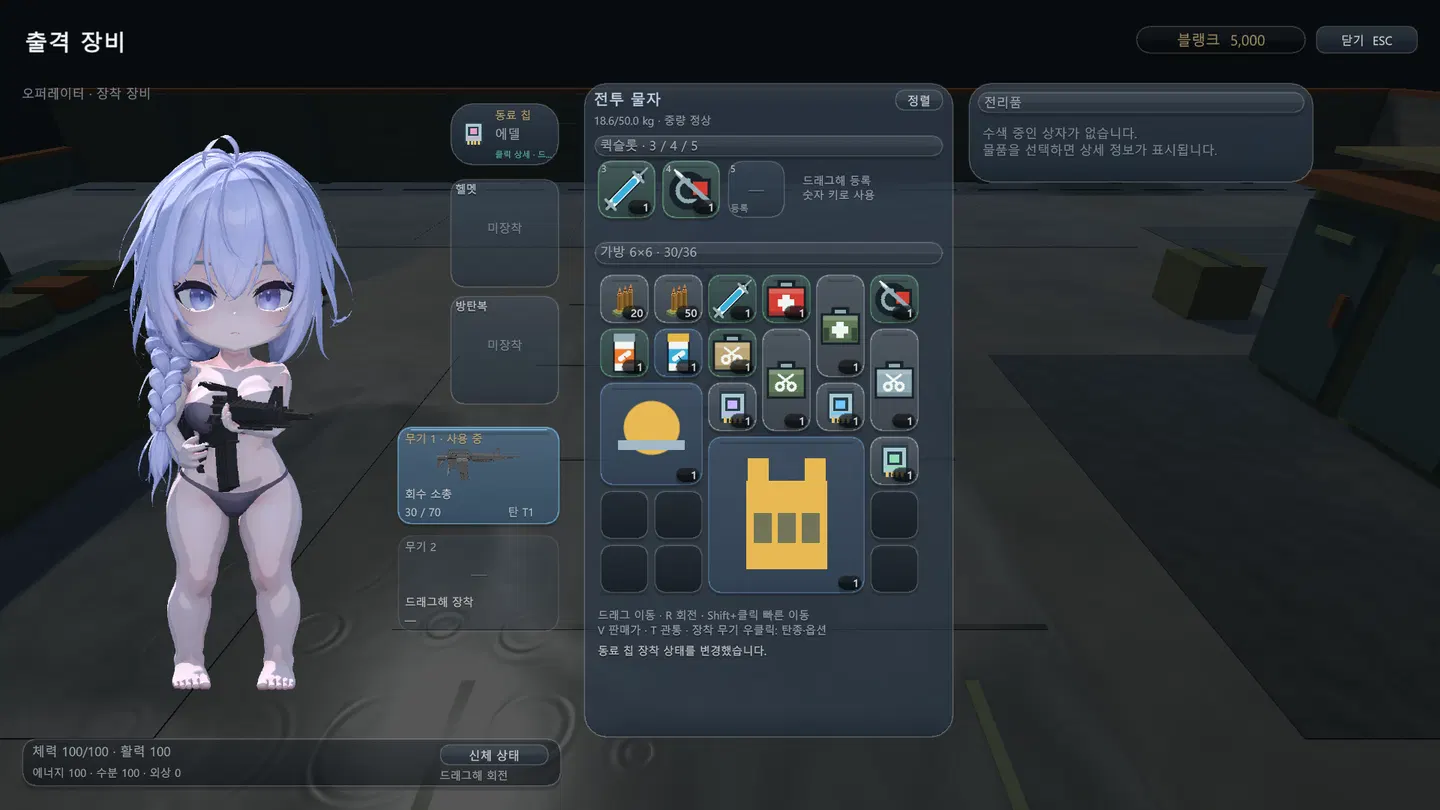 출격 장비
블랭크 5,000
닫기 ESC
오퍼레이터 · 장착 장비
동료 칩
에델
클릭 상세 · 드…
헬멧
미장착
방탄복
미장착
무기 1 · 사용 중
회수 소총
30 / 70 탄 T1
무기 2
—
드래그해 장착
—
전투 물자
정렬
18.6/50.0 kg · 중량 정상
퀵슬롯 · 3 / 4 / 5
3 1
4 1
5 — 등록
드래그해 등록
숫자 키로 사용
가방 6×6 · 30/36
20 50 1 1 1
1 1 1 1
1 1 1 1
1 1
1
드래그 이동 · R 회전 · Shift+클릭 빠른 이동
V 판매가 · T 관통 · 장착 무기 우클릭: 탄종·옵션
동료 칩 장착 상태를 변경했습니다.
전리품
수색 중인 상자가 없습니다.
물품을 선택하면 상세 정보가 표시됩니다.
체력 100/100 · 활력 100
에너지 100 · 수분 100 · 외상 0
신체 상태
드래그해 회전